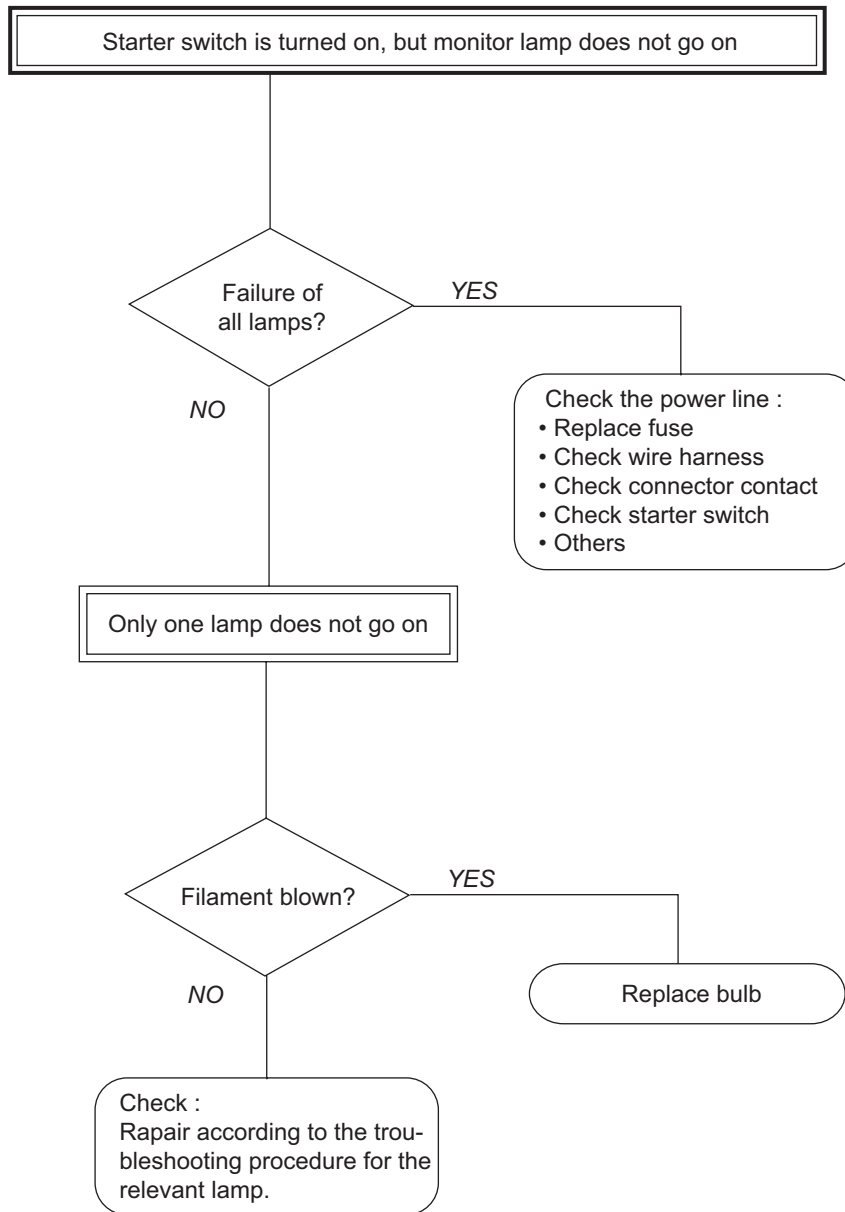 Starter switch is turned on, but monitor lamp does not go on
Failure of
all lamps?
YES
NO
Check the power line :
• Replace fuse
• Check wire harness
• Check connector contact
• Check starter switch
• Others
Only one lamp does not go on
Filament blown?
YES
NO
Replace bulb
Check :
Rapair according to the trou-
bleshooting procedure for the
relevant lamp.